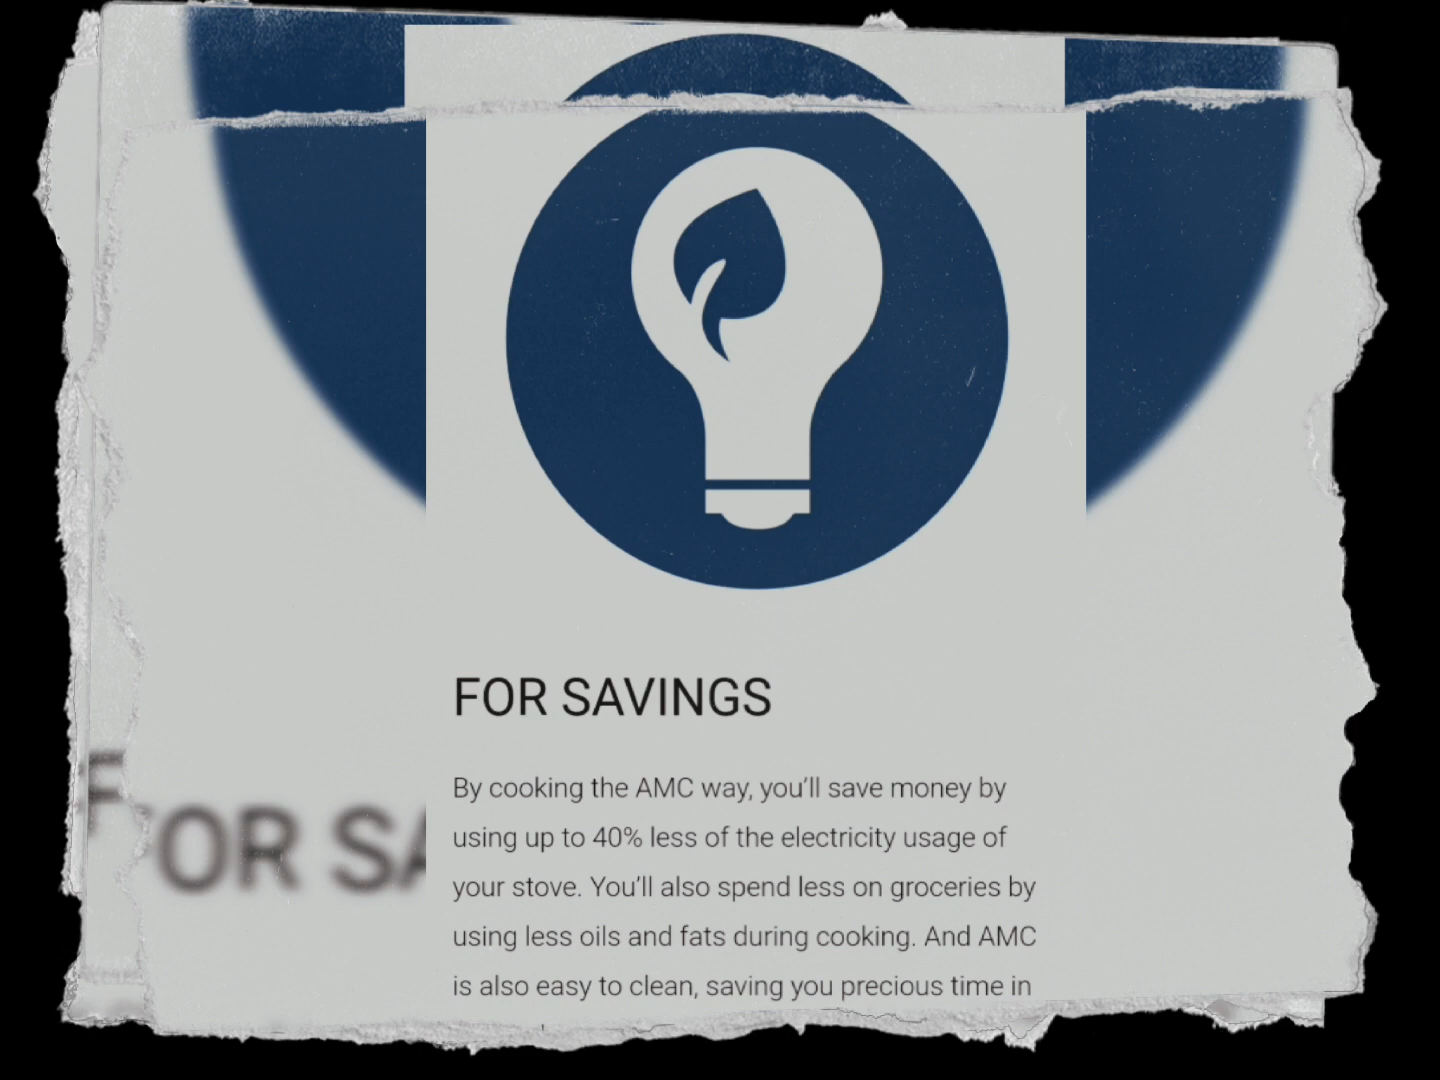 FOR SAVINGS
By cooking the AMC way, you'll save money by
using up to 40% less of the electricity usage of
your stove. You'll also spend less on groceries by
using less oils and fats during cooking. And AMC
is also easy to clean, saving you precious time in
F
FOR SA